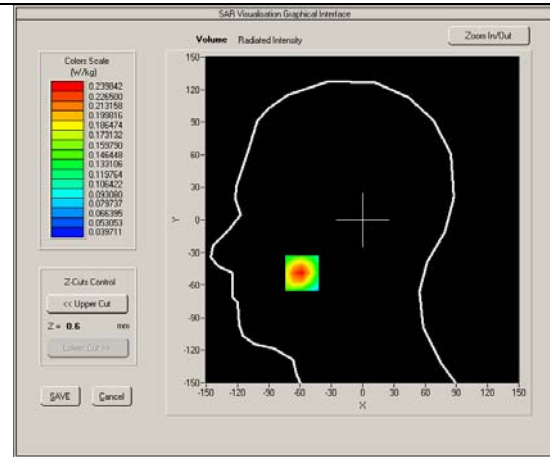 SAR Visualisation Graphical Interface
Volume Radiated Intensity
Zoom In/Out
Colors Scale
(W/kg)
0.239842
0.226500
0.213158
0.199816
0.186474
0.173132
0.159790
0.146448
0.133106
0.119764
0.106422
0.093080
0.079737
0.066395
0.053053
0.039711
Z-Cuts Control
<< Upper Cut
Z = 0.6 mm
Lower Cut >>
SAVE Cancel
150
120
90
60
30
Y 0
-30
-60
-90
-120
-150
-150 -120 -90 -60 -30 0 30 60 90 120 150
X